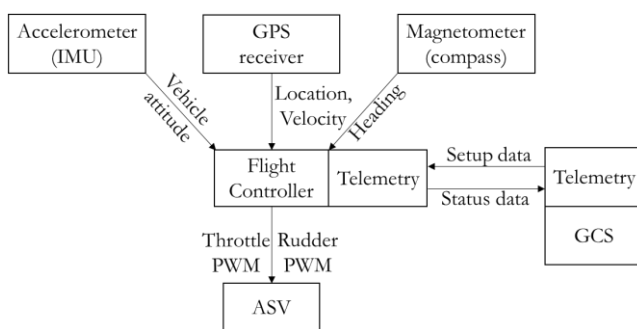 Accelerometer
(IMU)
GPS
receiver
Magnetometer
(compass)
Vehicle
attitude
Location,
Velocity
Heading
Flight
Controller
Telemetry
Setup data
Status data
Telemetry
GCS
Throttle
PWM
Rudder
PWM
ASV